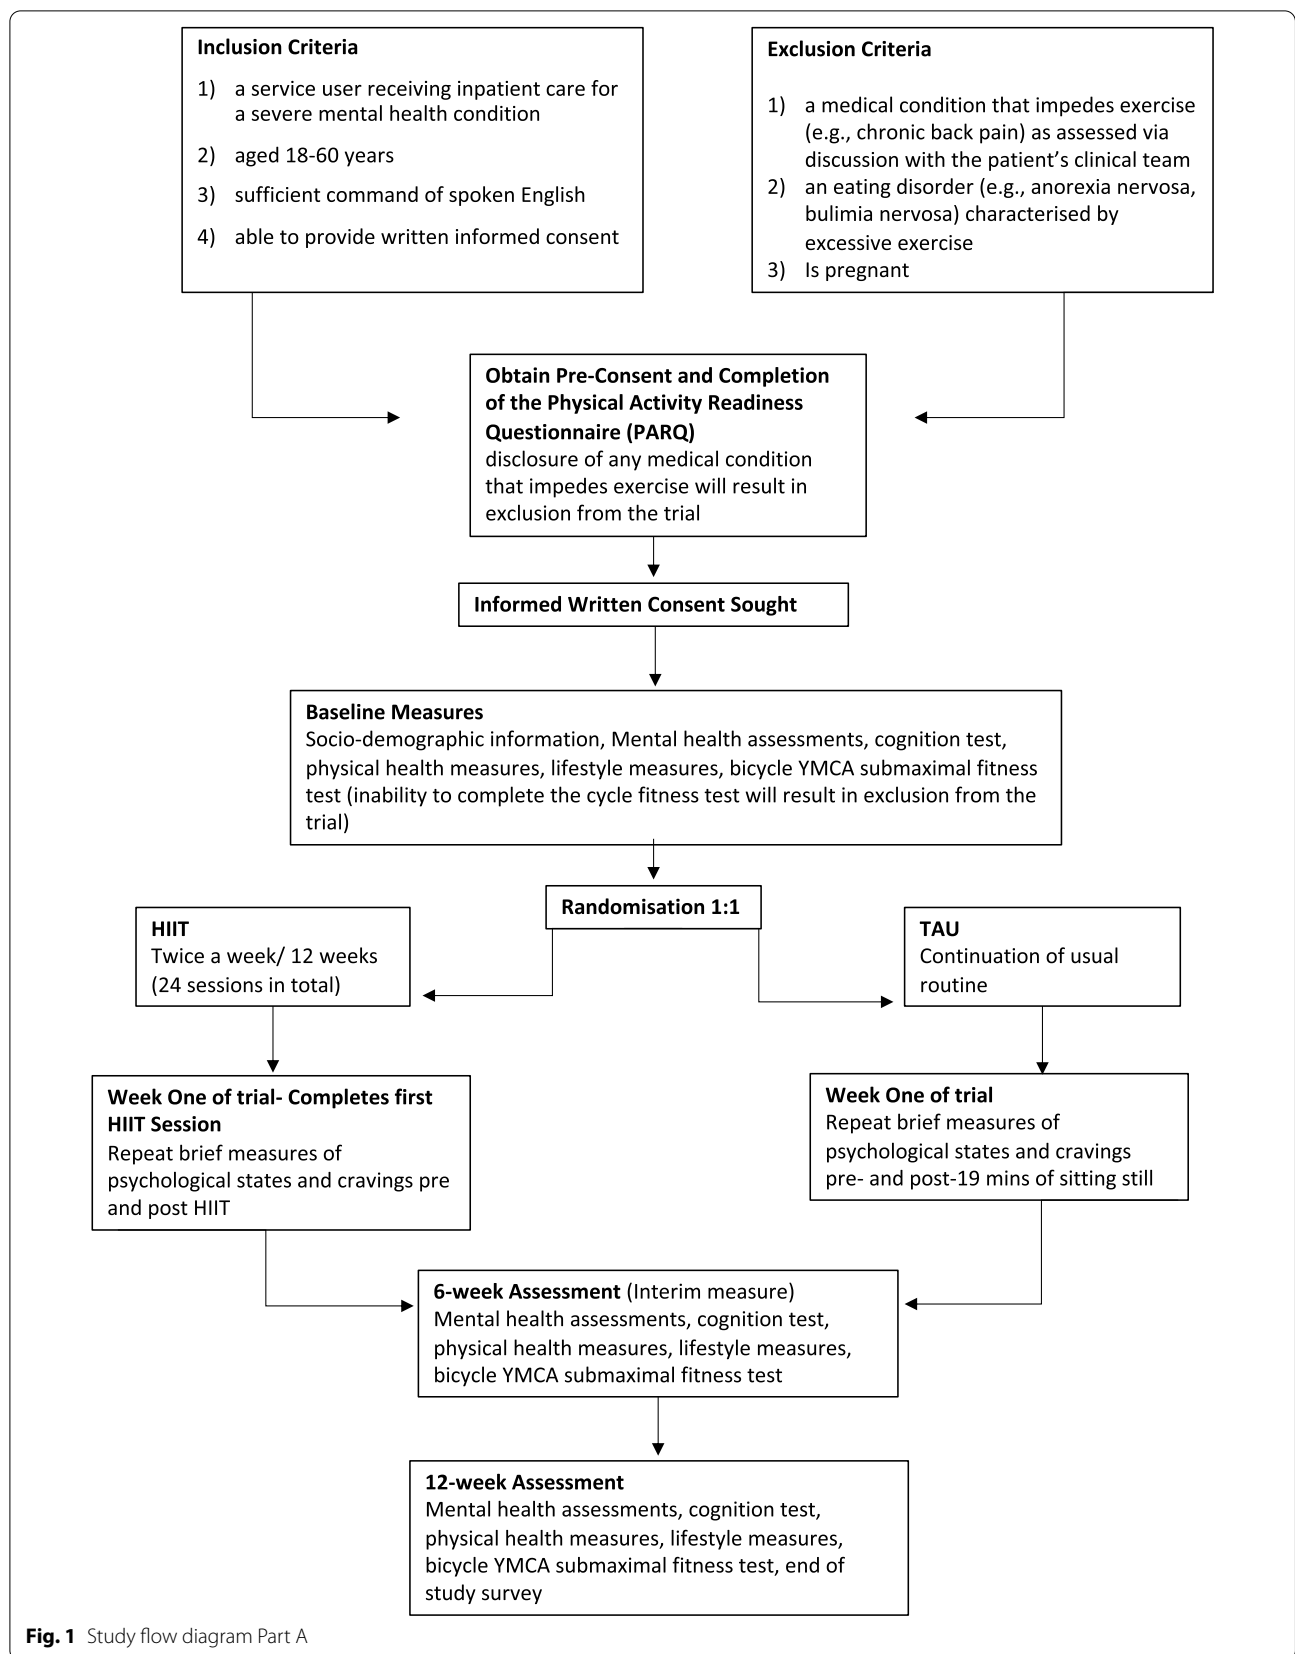 Inclusion Criteria
1) a service user receiving inpatient care for
a severe mental health condition
2) aged 18-60 years
3) sufficient command of spoken English
4) able to provide written informed consent
Exclusion Criteria
1) a medical condition that impedes exercise
(e.g., chronic back pain) as assessed via
discussion with the patient’s clinical team
2) an eating disorder (e.g., anorexia nervosa,
bulimia nervosa) characterised by
excessive exercise
3) Is pregnant
Obtain Pre-Consent and Completion
of the Physical Activity Readiness
Questionnaire (PARQ)
disclosure of any medical condition
that impedes exercise will result in
exclusion from the trial
Informed Written Consent Sought
Baseline Measures
Socio-demographic information, Mental health assessments, cognition test,
physical health measures, lifestyle measures, bicycle YMCA submaximal fitness
test (inability to complete the cycle fitness test will result in exclusion from the
trial)
Randomisation 1:1
HIIT
Twice a week/ 12 weeks
(24 sessions in total)
TAU
Continuation of usual
routine
Week One of trial- Completes first
HIIT Session
Repeat brief measures of
psychological states and cravings pre
and post HIIT
Week One of trial
Repeat brief measures of
psychological states and cravings
pre- and post-19 mins of sitting still
6-week Assessment (Interim measure)
Mental health assessments, cognition test,
physical health measures, lifestyle measures,
bicycle YMCA submaximal fitness test
12-week Assessment
Mental health assessments, cognition test,
physical health measures, lifestyle measures,
bicycle YMCA submaximal fitness test, end of
study survey
Fig. 1 Study flow diagram Part A